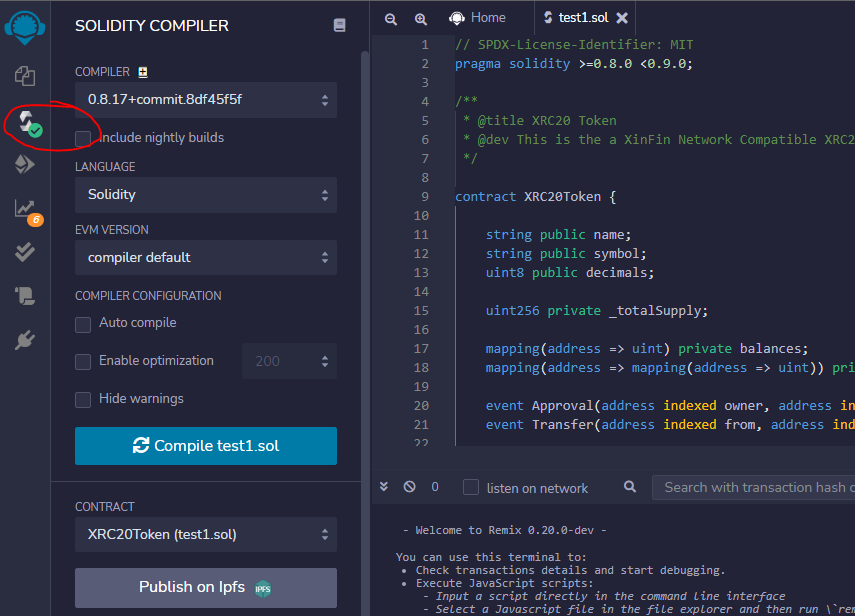 SOLIDITY COMPILER
COMPILER
0.8.17+commit.8df45f5f
Include nightly builds
LANGUAGE
Solidity
EVM VERSION
compiler default
COMPILER CONFIGURATION
Auto compile
Enable optimization
200
Hide warnings
Compile test1.sol
CONTRACT
XRC20Token (test1.sol)
Publish on Ipfs
IPFS
6
Home
test1.sol
1 // SPDX-License-Identifier: MIT
2 pragma solidity >=0.8.0 <0.9.0;
3
4 /**
5 * @title XRC20 Token
6 * @dev This is the a XinFin Network Compatible XRC2
7 */
8
9 contract XRC20Token {
10
11 string public name;
12 string public symbol;
13 uint8 public decimals;
14
15 uint256 private _totalSupply;
16
17 mapping(address => uint) private balances;
18 mapping(address => mapping(address => uint)) pri
19
20 event Approval(address indexed owner, address in
21 event Transfer(address indexed from, address ind
22
0
listen on network
Search with transaction hash o
- Welcome to Remix 0.20.0-dev -
You can use this terminal to:
• Check transactions details and start debugging.
• Execute JavaScript scripts:
- Input a script directly in the command line interface
- Select a Javascript file in the file explorer and then run \`rem